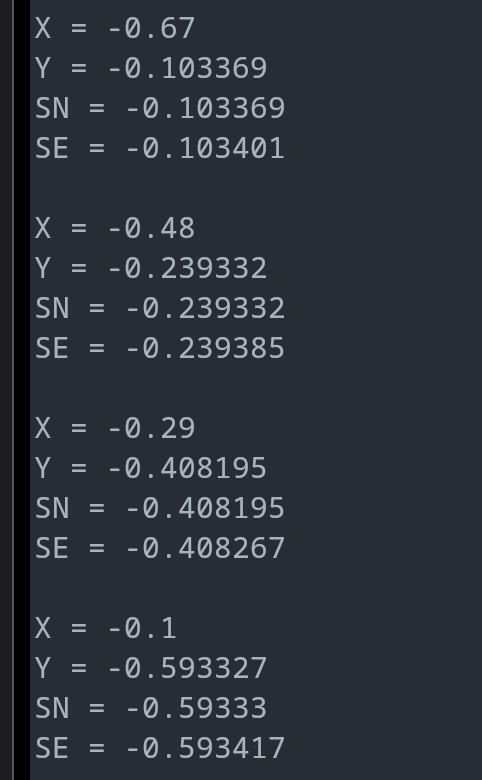 X = -0.67
Y = -0.103369
SN = -0.103369
SE = -0.103401
X = -0.48
Y = -0.239332
SN = -0.239332
SE = -0.239385
X = -0.29
Y = -0.408195
SN = -0.408195
SE = -0.408267
X = -0.1
Y = -0.593327
SN = -0.59333
SE = -0.593417